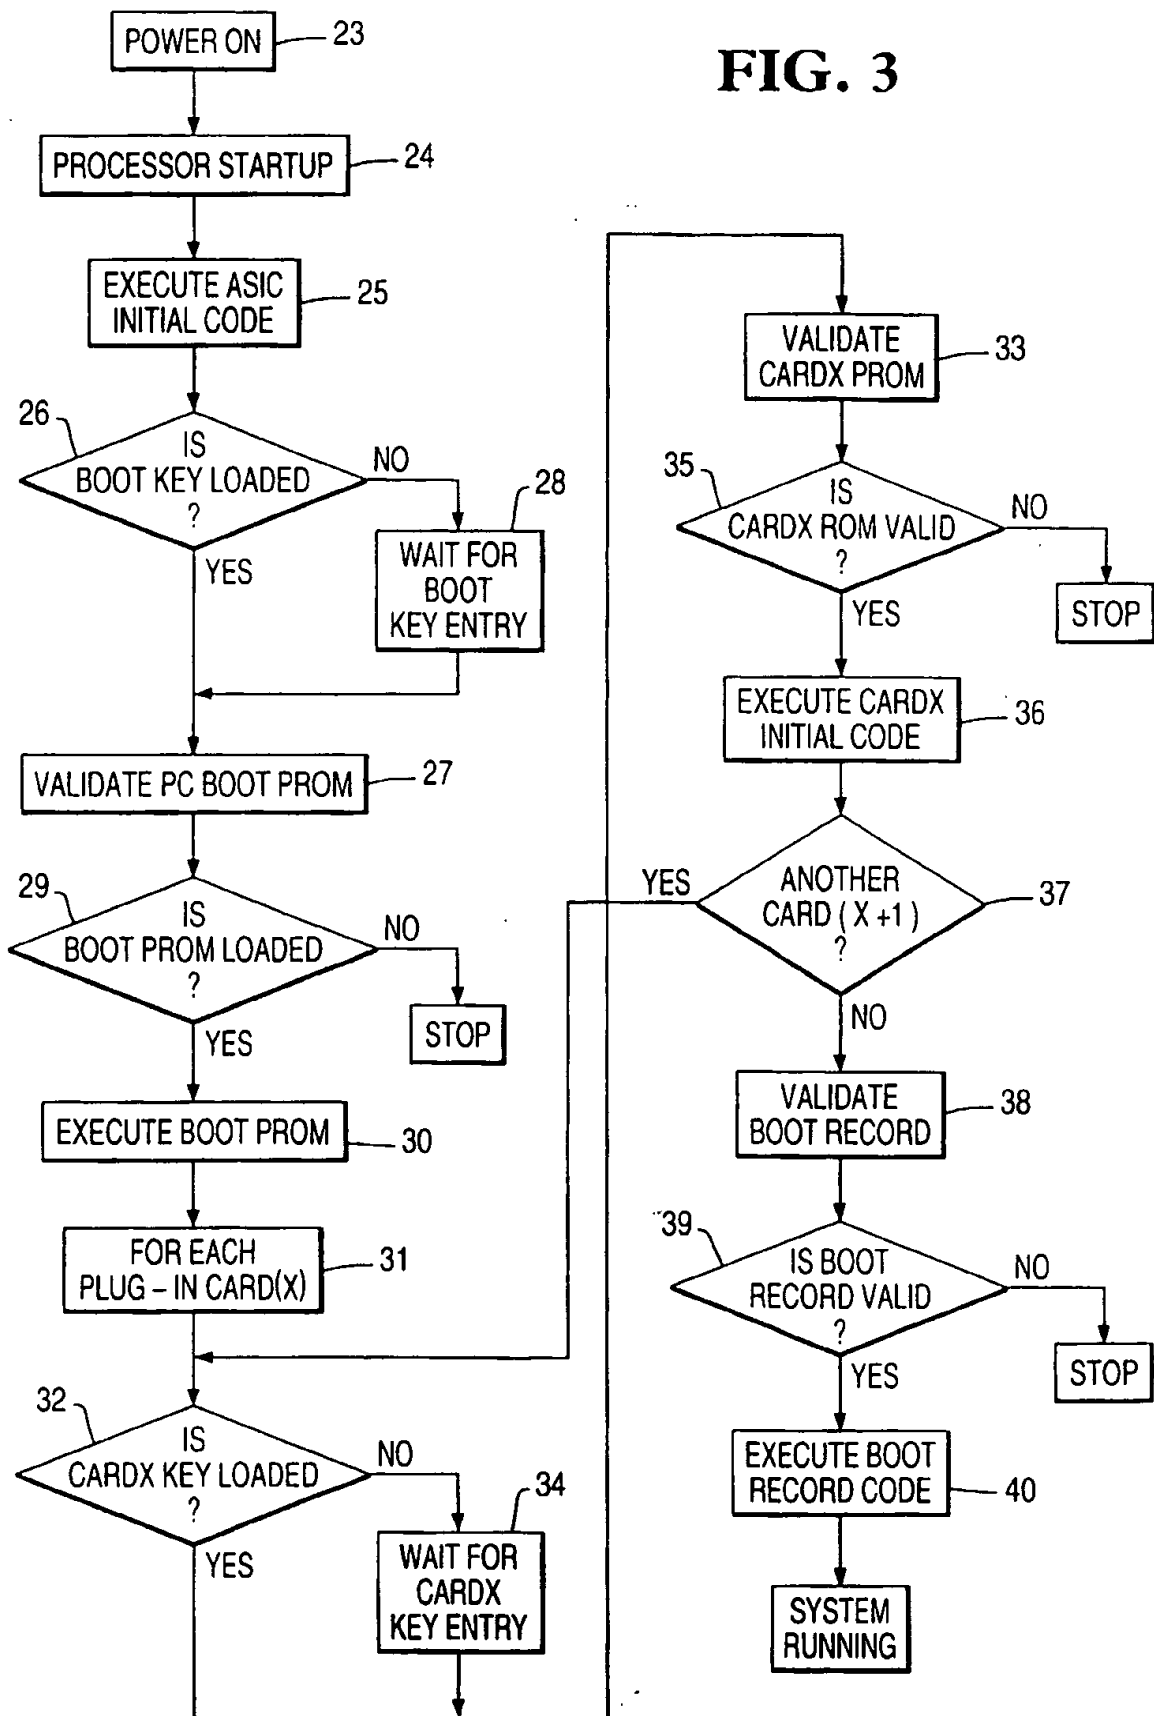 FIG. 3
POWER ON
23
PROCESSOR STARTUP
24
EXECUTE ASIC
INITIAL CODE
25
26
IS
BOOT KEY LOADED
?
NO
YES
28
WAIT FOR
BOOT
KEY ENTRY
VALIDATE PC BOOT PROM
27
29
IS
BOOT PROM LOADED
?
NO
YES
STOP
EXECUTE BOOT PROM
30
FOR EACH
PLUG – IN CARD(X)
31
32
IS
CARDX KEY LOADED
?
NO
YES
34
WAIT FOR
CARDX
KEY ENTRY
VALIDATE
CARDX PROM
33
35
IS
CARDX ROM VALID
?
NO
YES
STOP
EXECUTE CARDX
INITIAL CODE
36
YES
ANOTHER
CARD ( X +1 )
?
37
NO
VALIDATE
BOOT RECORD
38
39
IS BOOT
RECORD VALID
?
NO
YES
STOP
EXECUTE BOOT
RECORD CODE
40
SYSTEM
RUNNING